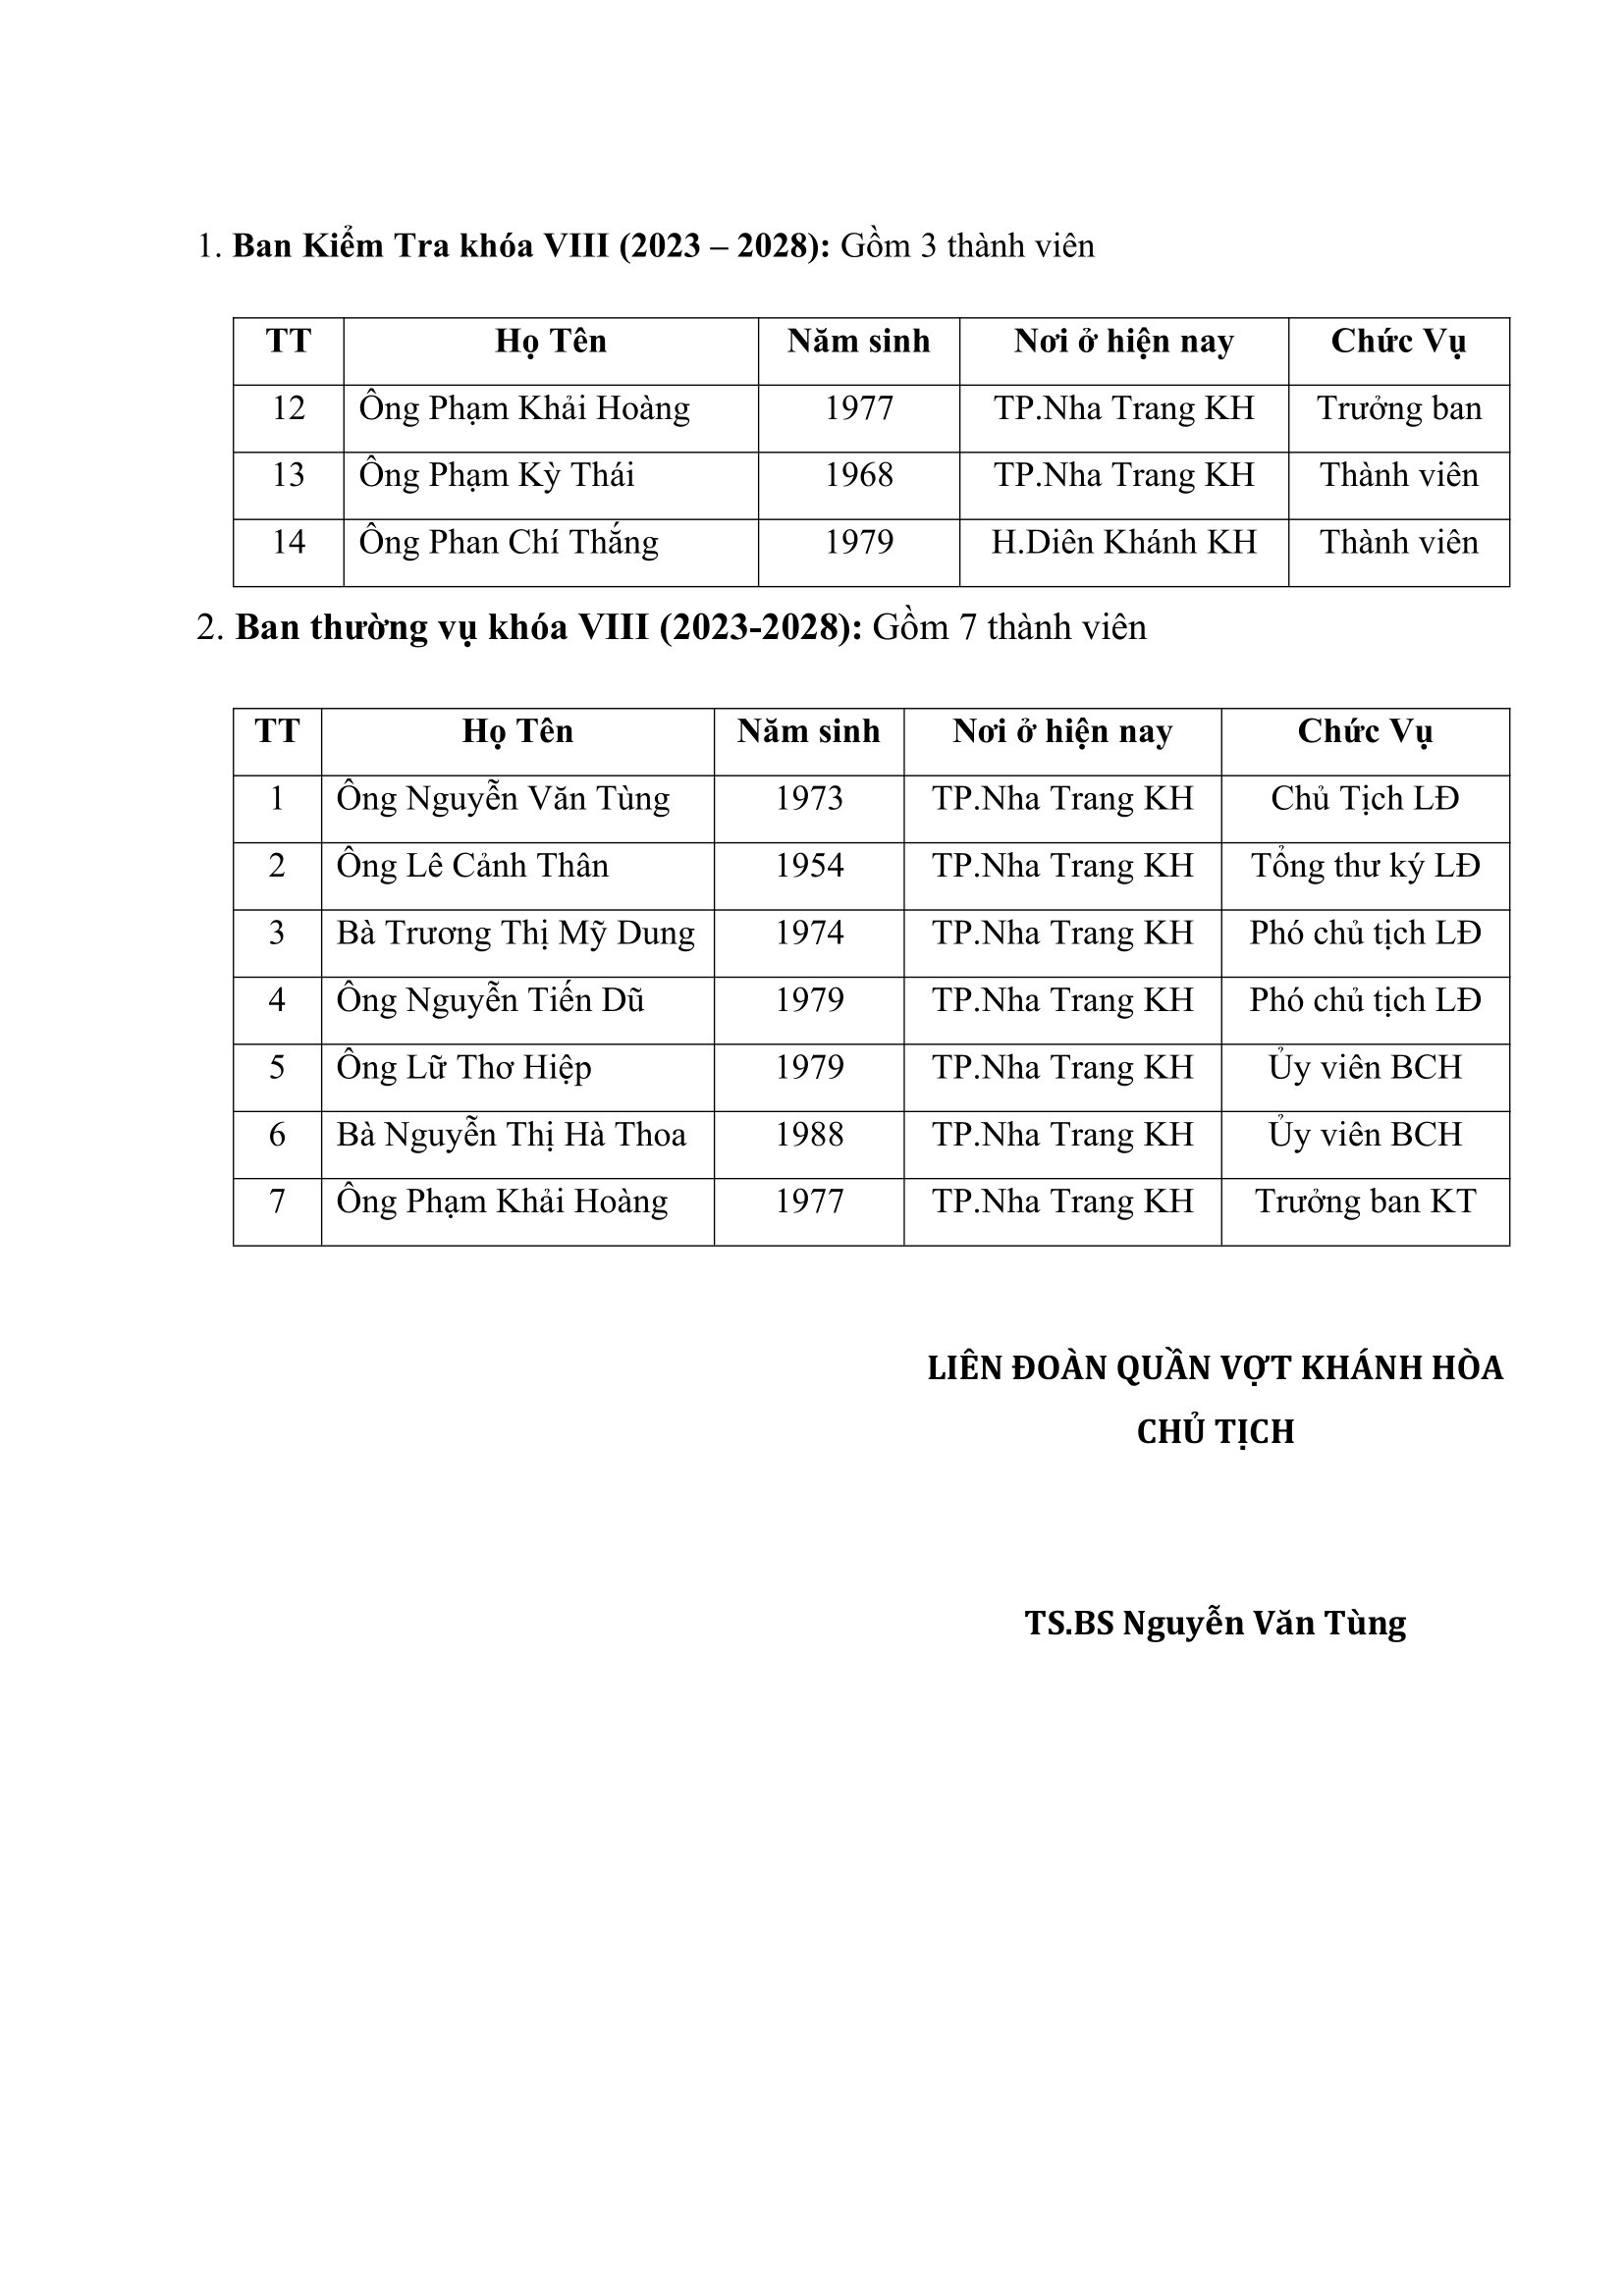 1. Ban Kiểm Tra khóa VIII (2023 – 2028): Gồm 3 thành viên
TT Họ Tên Năm sinh Nơi ở hiện nay Chức Vụ
12 Ông Phạm Khải Hoàng 1977 TP.Nha Trang KH Trưởng ban
13 Ông Phạm Kỳ Thái 1968 TP.Nha Trang KH Thành viên
14 Ông Phan Chí Thắng 1979 H.Diên Khánh KH Thành viên
2. Ban thường vụ khóa VIII (2023-2028): Gồm 7 thành viên
TT Họ Tên Năm sinh Nơi ở hiện nay Chức Vụ
1 Ông Nguyễn Văn Tùng 1973 TP.Nha Trang KH Chủ Tịch LĐ
2 Ông Lê Cảnh Thân 1954 TP.Nha Trang KH Tổng thư ký LĐ
3 Bà Trương Thị Mỹ Dung 1974 TP.Nha Trang KH Phó chủ tịch LĐ
4 Ông Nguyễn Tiến Dũ 1979 TP.Nha Trang KH Phó chủ tịch LĐ
5 Ông Lữ Thơ Hiệp 1979 TP.Nha Trang KH Ủy viên BCH
6 Bà Nguyễn Thị Hà Thoa 1988 TP.Nha Trang KH Ủy viên BCH
7 Ông Phạm Khải Hoàng 1977 TP.Nha Trang KH Trưởng ban KT
LIÊN ĐOÀN QUẦN VỢT KHÁNH HÒA
CHỦ TỊCH
TS.BS Nguyễn Văn Tùng